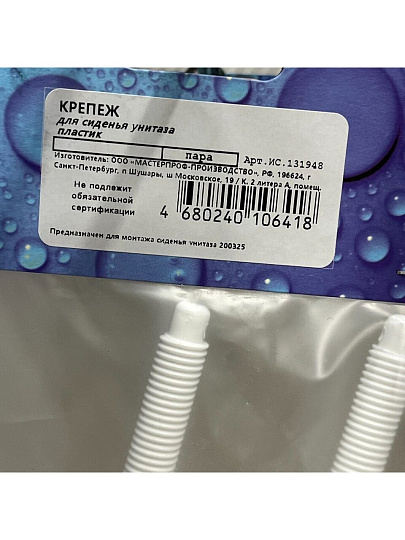 КРЕПЕЖ
для сиденья унитаза
пластик
пара Арт.ИС.131948
Изготовитель: ООО «МАСТЕРПРОФ-ПРОИЗВОДСТВО», РФ, 196624, г
Санкт-Петербург, п Шушары, ш Московское, 19 / К. 2 литера А, помещ.
Не подлежит
обязательной
сертификации
4 680240 106418
Предназначен для монтажа сиденья унитаза 200325